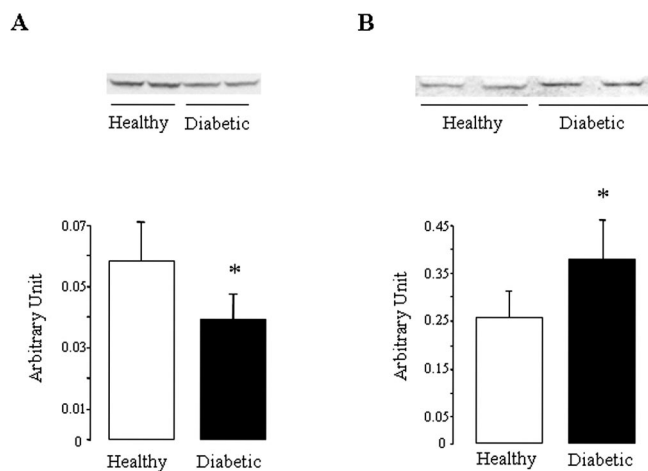 A
Healthy Diabetic
0.07
0.05
0.03
0.01
0
Arbitrary Unit
*
Healthy Diabetic
B
Healthy Diabetic
0.45
0.35
0.25
0.15
0.05
0
Arbitrary Unit
*
Healthy Diabetic